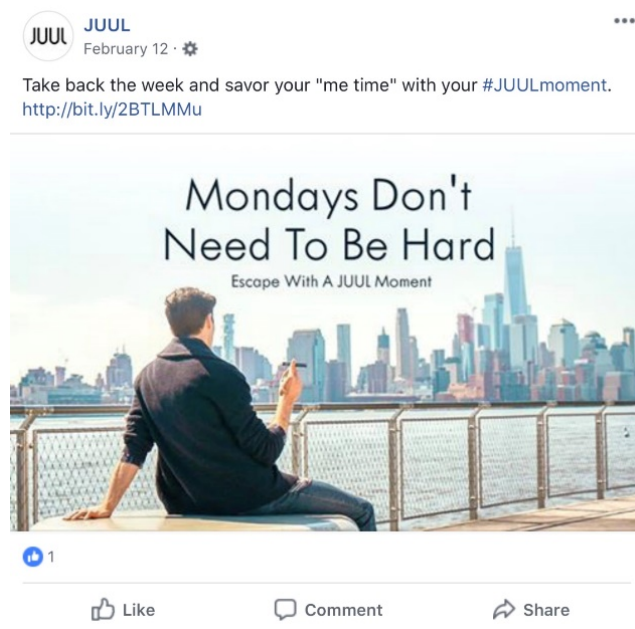 JUUL
JUUL
February 12 ·
Take back the week and savor your "me time" with your #JUULmoment.
http://bit.ly/2BTLMMu
Mondays Don't
Need To Be Hard
Escape With A JUUL Moment
1
Like
Comment
Share